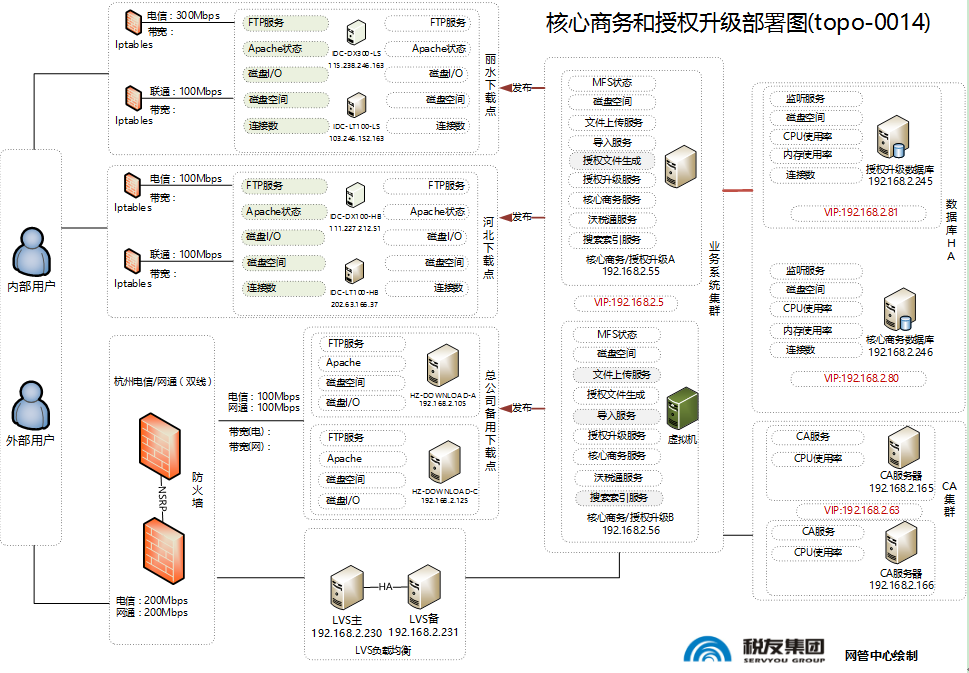 核心商务和授权升级部署图(topo-0014)
电信：300Mbps
带宽：
Iptables
联通：100Mbps
带宽：
Iptables
FTP服务
Apache状态
磁盘I/O
磁盘空间
连接数
IDC-DX300-LS
115.238.246.163
IDC-LT100-LS
103.246.152.163
FTP服务
Apache状态
磁盘I/O
磁盘空间
连接数
丽水下载点
发布
电信：100Mbps
带宽：
Iptables
联通：100Mbps
带宽：
Iptables
FTP服务
Apache状态
磁盘I/O
磁盘空间
连接数
IDC-DX100-HB
111.227.212.51
IDC-LT100-HB
202.63.166.37
FTP服务
Apache状态
磁盘I/O
磁盘空间
连接数
河北下载点
发布
内部用户
外部用户
杭州电信/网通（双线）
NSRP
防火墙
电信：200Mbps
网通：200Mbps
电信：100Mbps
网通：100Mbps
带宽(电)：
带宽(网)：
FTP服务
Apache
磁盘空间
磁盘I/O
HZ-DOWNLOAD-A
192.168.2.105
FTP服务
Apache
磁盘空间
磁盘I/O
HZ-DOWNLOAD-C
192.168.2.125
总公司备用下载点
发布
LVS主
192.168.2.230
HA
LVS备
192.168.2.231
LVS负载均衡
MFS状态
磁盘空间
文件上传服务
导入服务
授权文件生成
授权升级服务
核心商务服务
沃税通服务
搜索索引服务
核心商务/授权升级A
192.168.2.55
VIP:192.168.2.5
MFS状态
磁盘空间
文件上传服务
授权文件生成
导入服务
授权升级服务
核心商务服务
沃税通服务
搜索索引服务
虚拟机
核心商务/授权升级B
192.168.2.56
业务系统集群
监听服务
磁盘空间
CPU使用率
内存使用率
连接数
授权升级数据库
192.168.2.245
VIP:192.168.2.81
监听服务
磁盘空间
CPU使用率
内存使用率
连接数
核心商务数据库
192.168.2.246
VIP:192.168.2.80
数据库HA
CA服务
CPU使用率
CA服务器
192.168.2.165
VIP:192.168.2.63
CA服务
CPU使用率
CA服务器
192.168.2.166
CA集群
税友集团
SERVYOU GROUP
网管中心绘制